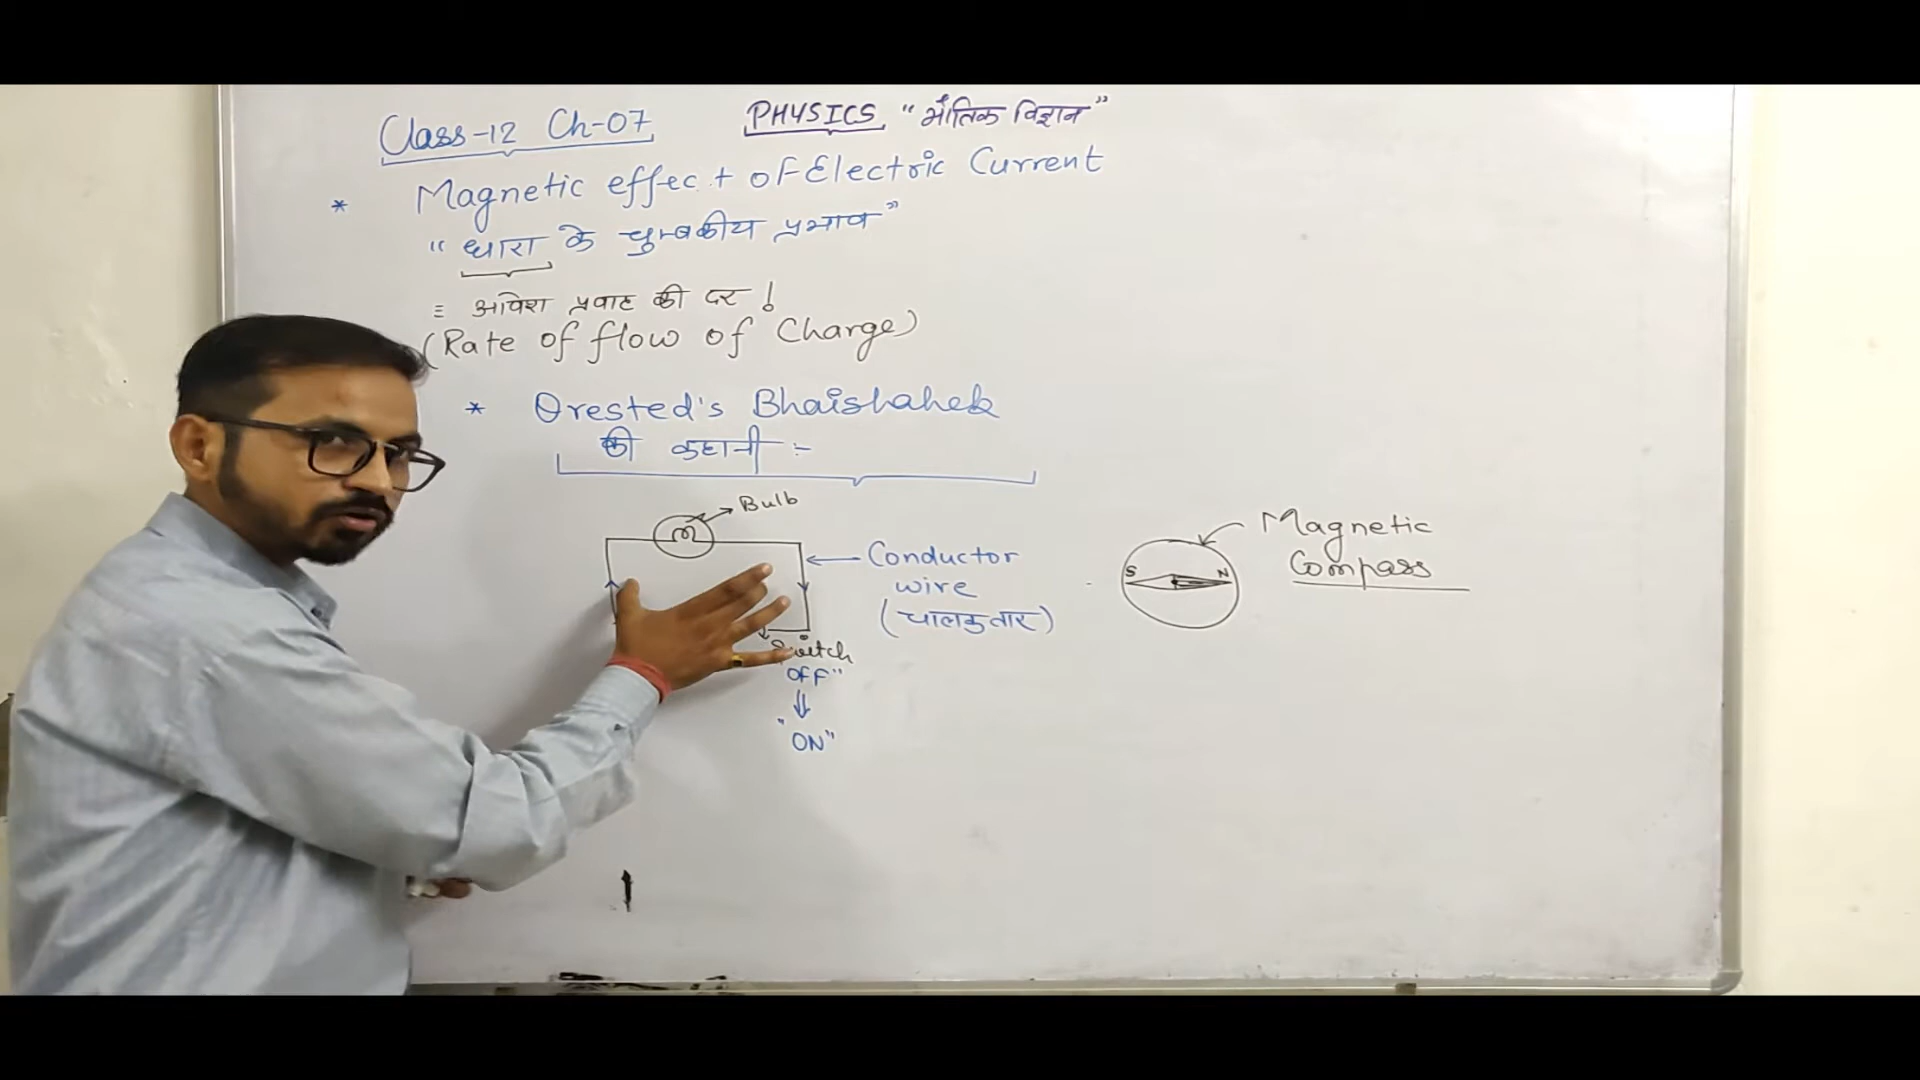 Class-12 Ch-07
PHYSICS "भौतिक विज्ञान"
* Magnetic effect of Electric Current
"धारा के चुम्बकीय प्रभाव"
= आवेश प्रवाह की दर !
(Rate of flow of Charge)
* Orested's Bhaishaheb
की कहानी :-
Bulb
Conductor
wire
(चालकतार)
Switch
OFF"
"ON"
Magnetic
Compass
S N